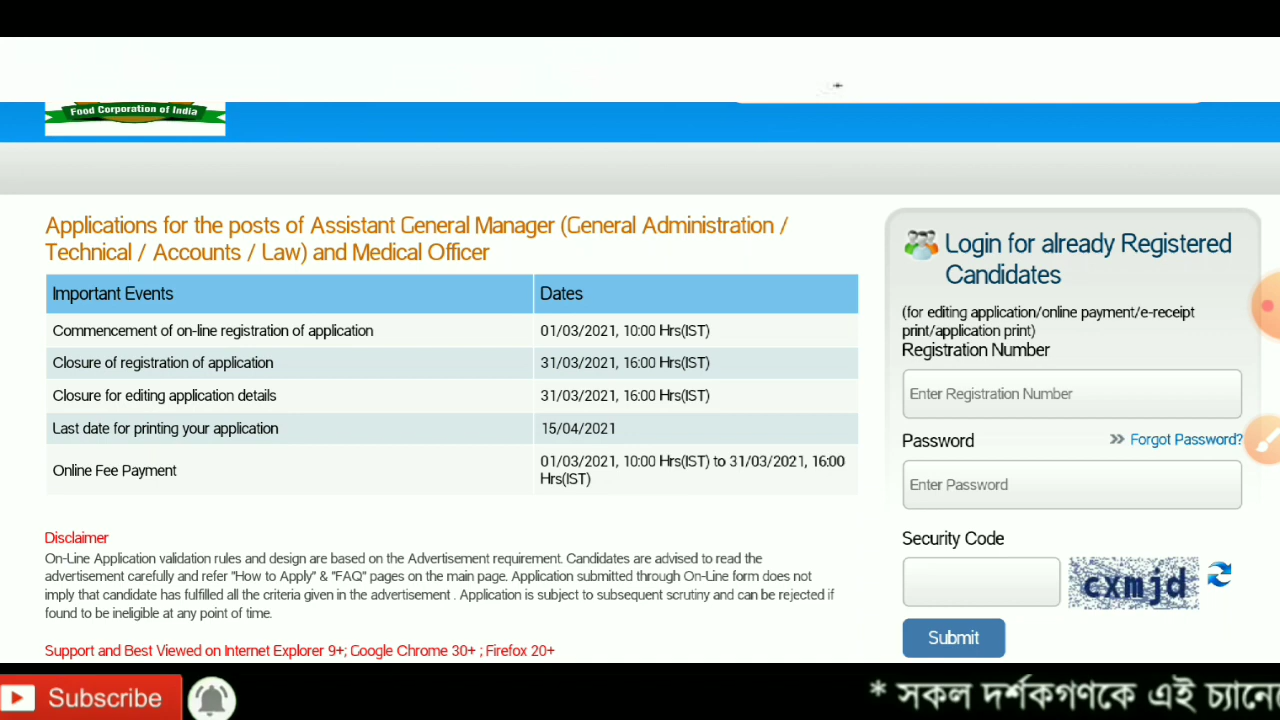 Food Corporation of India
Applications for the posts of Assistant General Manager (General Administration /
Technical / Accounts / Law) and Medical Officer
Important Events Dates
Commencement of on-line registration of application 01/03/2021, 10:00 Hrs(IST)
Closure of registration of application 31/03/2021, 16:00 Hrs(IST)
Closure for editing application details 31/03/2021, 16:00 Hrs(IST)
Last date for printing your application 15/04/2021
Online Fee Payment 01/03/2021, 10:00 Hrs(IST) to 31/03/2021, 16:00
Hrs(IST)
Disclaimer
On-Line Application validation rules and design are based on the Advertisement requirement. Candidates are advised to read the
advertisement carefully and refer "How to Apply" & "FAQ" pages on the main page. Application submitted through On-Line form does not
imply that candidate has fulfilled all the criteria given in the advertisement . Application is subject to subsequent scrutiny and can be rejected if
found to be ineligible at any point of time.
Support and Best Viewed on Internet Explorer 9+; Google Chrome 30+ ; Firefox 20+
Login for already Registered
Candidates
(for editing application/online payment/e-receipt
print/application print)
Registration Number
Enter Registration Number
Password » Forgot Password?
Enter Password
Security Code
cxmjd
Submit
Subscribe
* সকল দর্শকগণকে এই